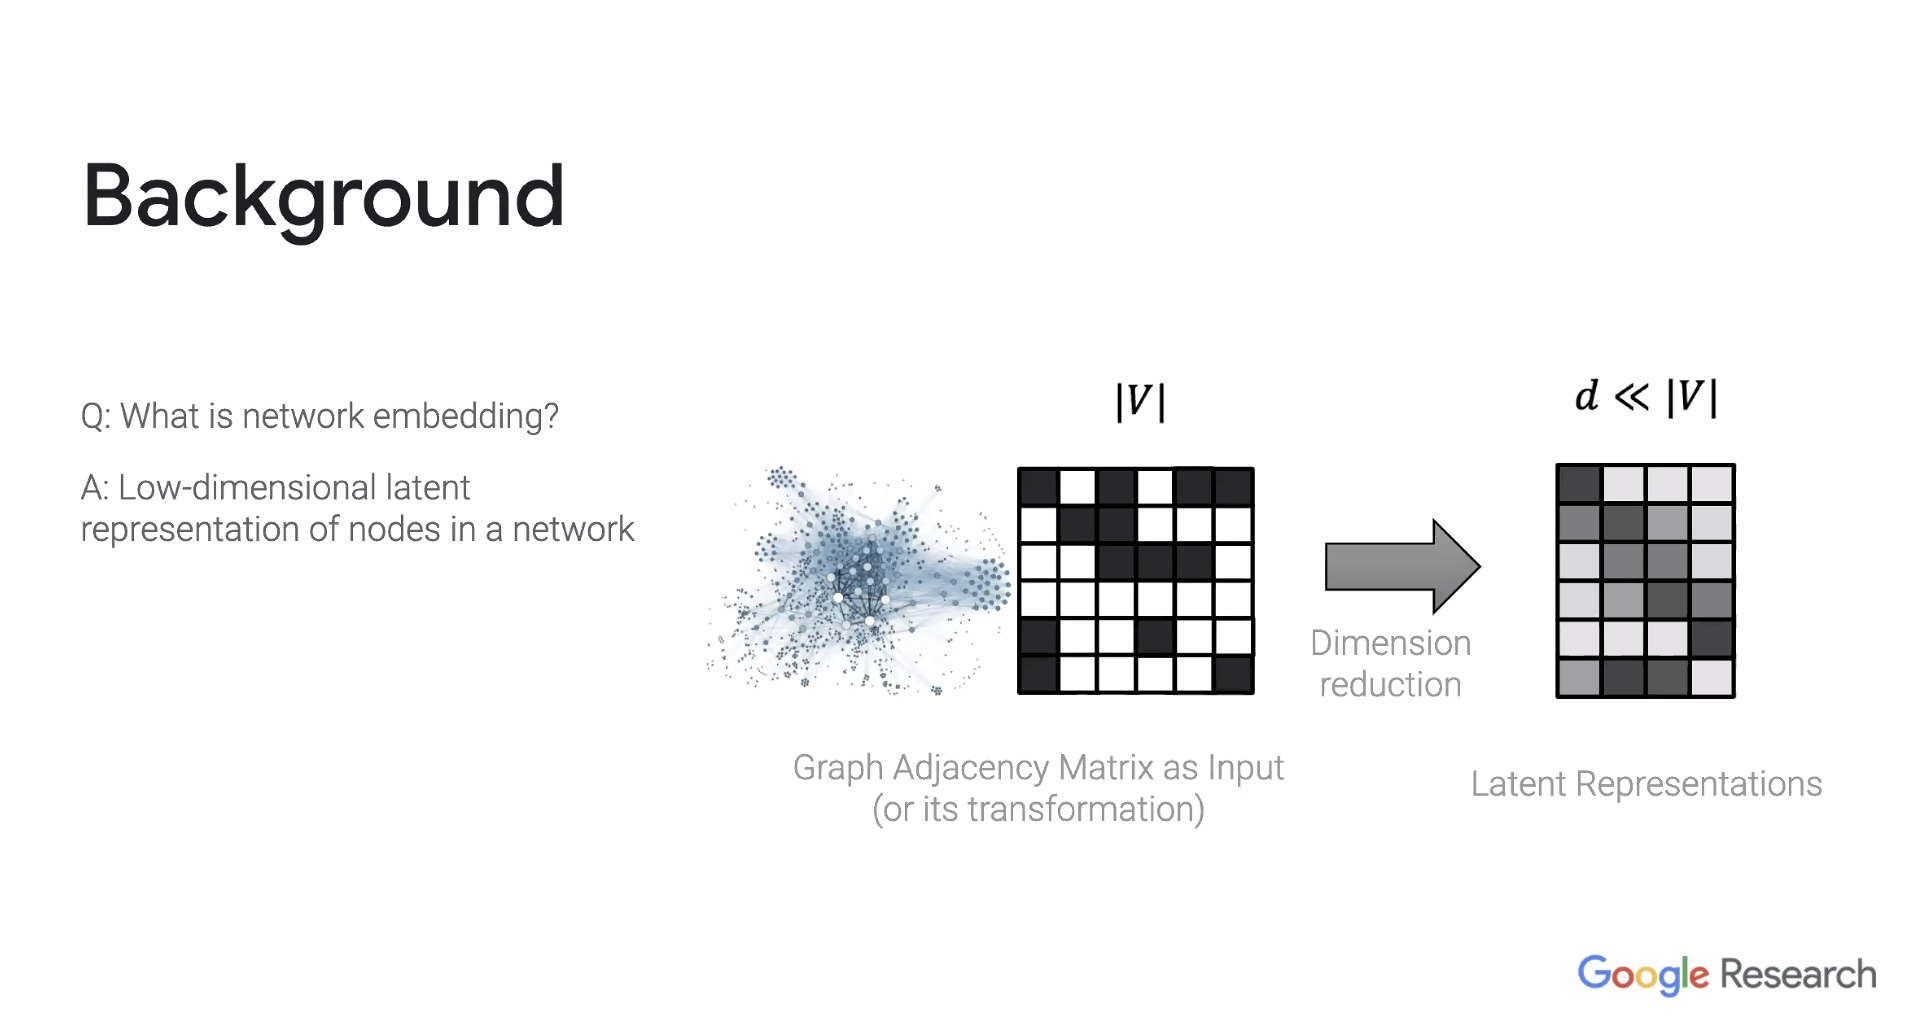 Background
Q: What is network embedding?
A: Low-dimensional latent
representation of nodes in a network
|V|
d ≪ |V|
Dimension
reduction
Graph Adjacency Matrix as Input
(or its transformation)
Latent Representations
Google Research